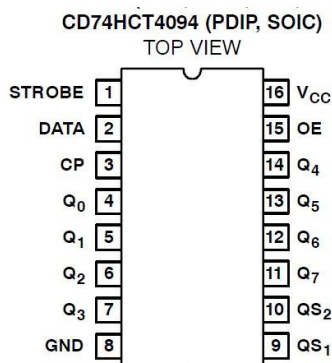 CD74HCT4094 (PDIP, SOIC)
TOP VIEW
STROBE 1 16 VCC
DATA 2 15 OE
CP 3 14 Q4
Q0 4 13 Q5
Q1 5 12 Q6
Q2 6 11 Q7
Q3 7 10 QS2
GND 8 9 QS1